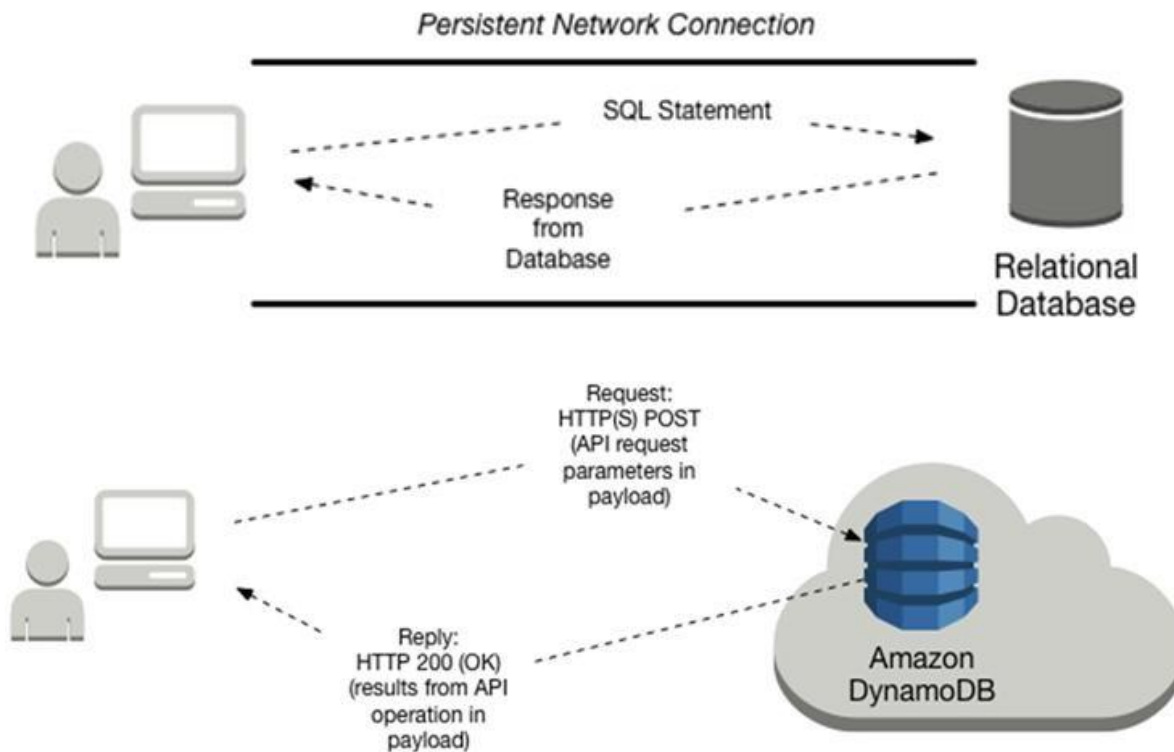 Persistent Network Connection
SQL Statement
Response
from
Database
Relational
Database
Request:
HTTP(S) POST
(API request
parameters in
payload)
Reply:
HTTP 200 (OK)
(results from API
operation in
payload)
Amazon
DynamoDB